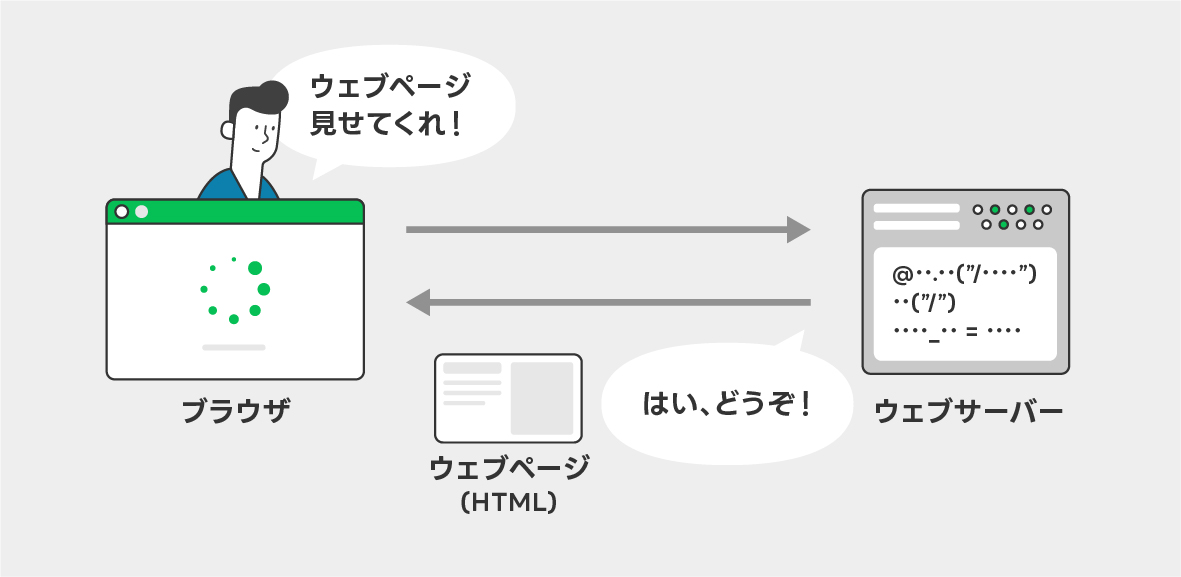 ウェブページ
見せてくれ！
@••.••("/••••")
••("/")
••••_•• = ••••
ブラウザ
はい、どうぞ！
ウェブサーバー
ウェブページ
(HTML)